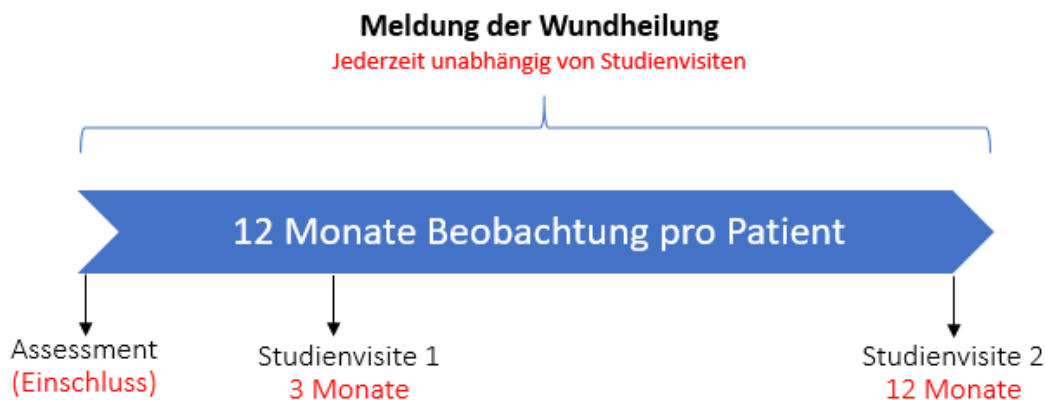 Meldung der Wundheilung
Jederzeit unabhängig von Studienvisiten
12 Monate Beobachtung pro Patient
Assessment
(Einschluss)
Studienvisite 1
3 Monate
Studienvisite 2
12 Monate